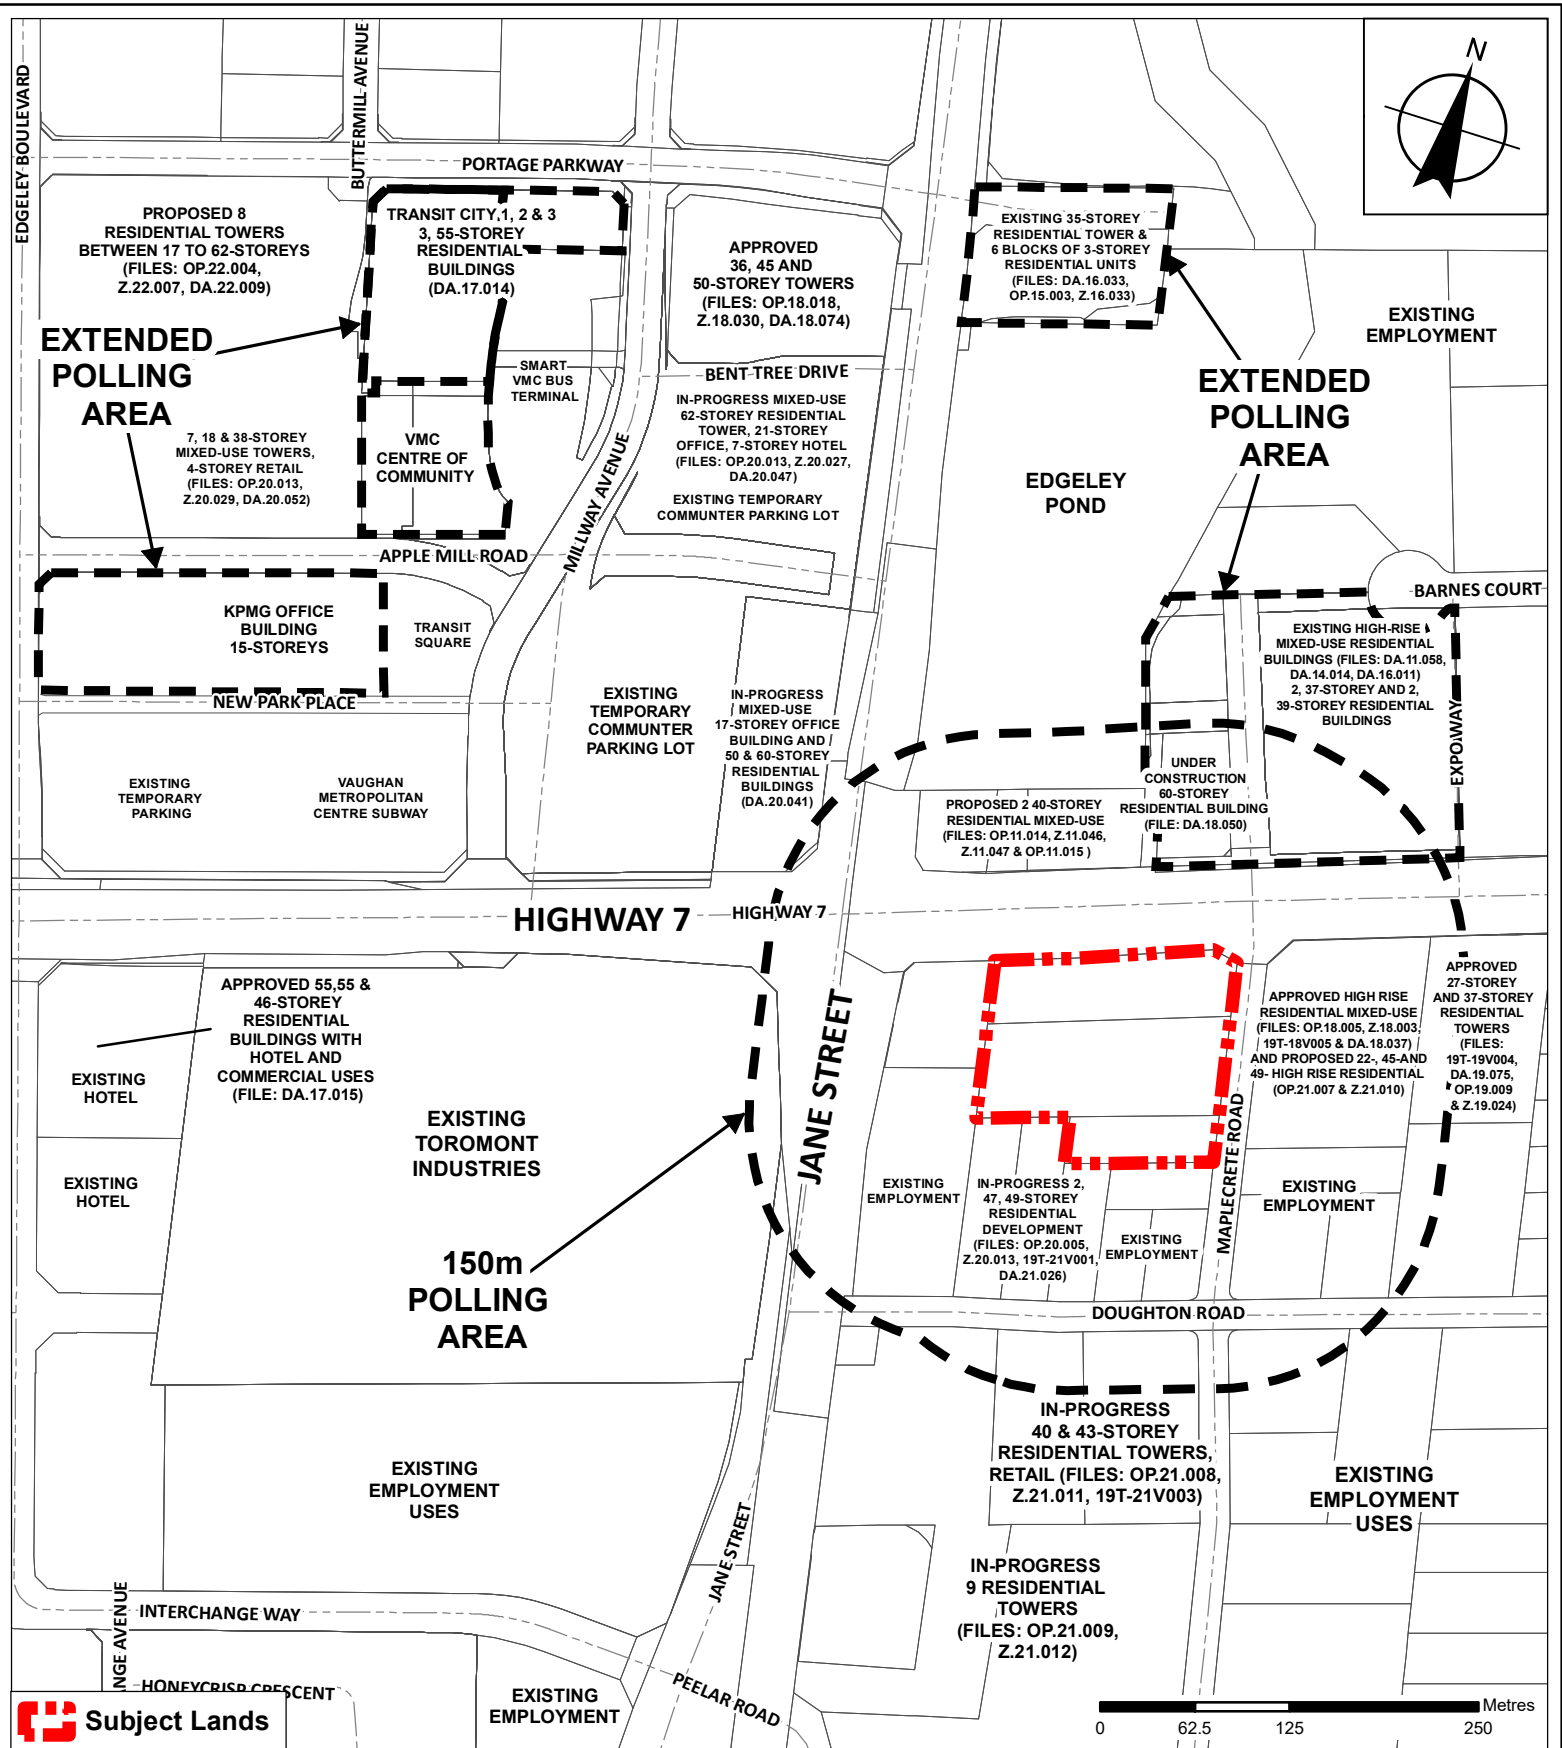 N
EDGELEY BOULEVARD
BUTTERMILL AVENUE
PORTAGE PARKWAY
PROPOSED 8
RESIDENTIAL TOWERS
BETWEEN 17 TO 62-STOREYS
(FILES: OP.22.004,
Z.22.007, DA.22.009)
TRANSIT CITY,1, 2 & 3
3, 55-STOREY
RESIDENTIAL
BUILDINGS
(DA.17.014)
APPROVED
36, 45 AND
50-STOREY TOWERS
(FILES: OP.18.018,
Z.18.030, DA.18.074)
EXISTING 35-STOREY
RESIDENTIAL TOWER &
6 BLOCKS OF 3-STOREY
RESIDENTIAL UNITS
(FILES: DA.16.033,
OP.15.003, Z.16.033)
EXISTING
EMPLOYMENT
EXTENDED
POLLING
AREA
SMART
VMC BUS
TERMINAL
BENT TREE DRIVE
EXTENDED
POLLING
AREA
7, 18 & 38-STOREY
MIXED-USE TOWERS,
4-STOREY RETAIL
(FILES: OP.20.013,
Z.20.029, DA.20.052)
VMC
CENTRE OF
COMMUNITY
IN-PROGRESS MIXED-USE
62-STOREY RESIDENTIAL
TOWER, 21-STOREY
OFFICE, 7-STOREY HOTEL
(FILES: OP.20.013, Z.20.027,
DA.20.047)
EXISTING TEMPORARY
COMMUNTER PARKING LOT
MILLWAY AVENUE
EDGELEY
POND
APPLE MILL ROAD
BARNES COURT
KPMG OFFICE
BUILDING
15-STOREYS
TRANSIT
SQUARE
NEW PARK PLACE
EXISTING
TEMPORARY
COMMUNTER
PARKING LOT
IN-PROGRESS
MIXED-USE
17-STOREY OFFICE
BUILDING AND
50 & 60-STOREY
RESIDENTIAL
BUILDINGS
(DA.20.041)
EXISTING HIGH-RISE
MIXED-USE RESIDENTIAL
BUILDINGS (FILES: DA.11.058,
DA.14.014, DA.16.011)
2, 37-STOREY AND 2,
39-STOREY RESIDENTIAL
BUILDINGS
EXPO WAY
EXISTING
TEMPORARY
PARKING
VAUGHAN
METROPOLITAN
CENTRE SUBWAY
PROPOSED 2 40-STOREY
RESIDENTIAL MIXED-USE
(FILES: OP.11.014, Z.11.046,
Z.11.047 & OP.11.015 )
UNDER
CONSTRUCTION
60-STOREY
RESIDENTIAL BUILDING
(FILE: DA.18.050)
HIGHWAY 7
HIGHWAY 7
APPROVED 55,55 &
46-STOREY
RESIDENTIAL
BUILDINGS WITH
HOTEL AND
COMMERCIAL USES
(FILE: DA.17.015)
EXISTING
HOTEL
EXISTING
HOTEL
EXISTING
TOROMONT
INDUSTRIES
JANE STREET
APPROVED HIGH RISE
RESIDENTIAL MIXED-USE
(FILES: OP.18.005, Z.18.003,
19T-18V005 & DA.18.037)
AND PROPOSED 22-, 45-AND
49- HIGH RISE RESIDENTIAL
(OP.21.007 & Z.21.010)
APPROVED
27-STOREY
AND 37-STOREY
RESIDENTIAL
TOWERS
(FILES:
19T-19V004,
DA.19.075,
OP.19.009
& Z.19.024)
MAPLECRETE ROAD
EXISTING
EMPLOYMENT
IN-PROGRESS 2,
47, 49-STOREY
RESIDENTIAL
DEVELOPMENT
(FILES: OP.20.005,
Z.20.013, 19T-21V001,
DA.21.026)
EXISTING
EMPLOYMENT
EXISTING
EMPLOYMENT
150m
POLLING
AREA
DOUGHTON ROAD
IN-PROGRESS
40 & 43-STOREY
RESIDENTIAL TOWERS,
RETAIL (FILES: OP.21.008,
Z.21.011, 19T-21V003)
EXISTING
EMPLOYMENT
USES
EXISTING
EMPLOYMENT
USES
JANE STREET
IN-PROGRESS
9 RESIDENTIAL
TOWERS
(FILES: OP.21.009,
Z.21.012)
INTERCHANGE WAY
NGE AVENUE
HONEYCRISP CRESCENT
EXISTING
EMPLOYMENT
PEELAR ROAD
Subject Lands
Metres
0 62.5 125 250